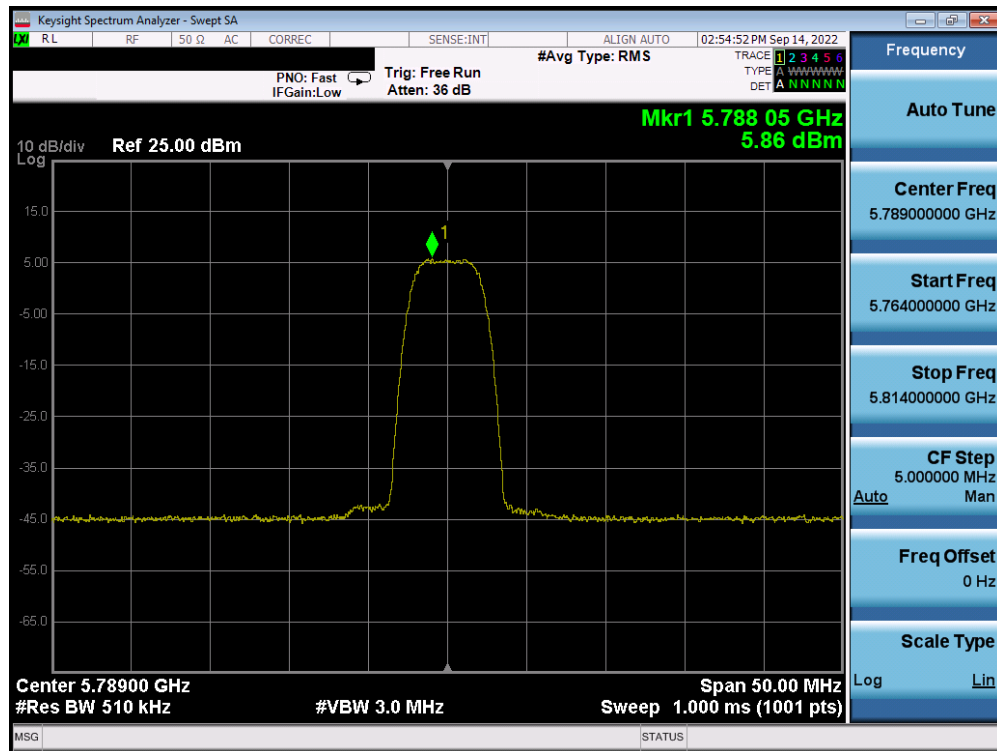 Keysight Spectrum Analyzer - Swept SA
LXI RL RF 50 Ω AC CORREC SENSE:INT ALIGN AUTO 02:54:52 PM Sep 14, 2022
PNO: Fast
IFGain:Low
Trig: Free Run
Atten: 36 dB
#Avg Type: RMS
TRACE 1 2 3 4 5 6
TYPE A WWWWW
DET A N N N N N
Mkr1 5.788 05 GHz
5.86 dBm
10 dB/div
Log
Ref 25.00 dBm
15.0
5.00
-5.00
-15.0
-25.0
-35.0
-45.0
-55.0
-65.0
1
Center 5.78900 GHz
#Res BW 510 kHz
#VBW 3.0 MHz
Span 50.00 MHz
Sweep 1.000 ms (1001 pts)
MSG
STATUS
Frequency
Auto Tune
Center Freq
5.789000000 GHz
Start Freq
5.764000000 GHz
Stop Freq
5.814000000 GHz
CF Step
5.000000 MHz
Auto Man
Freq Offset
0 Hz
Scale Type
Log Lin